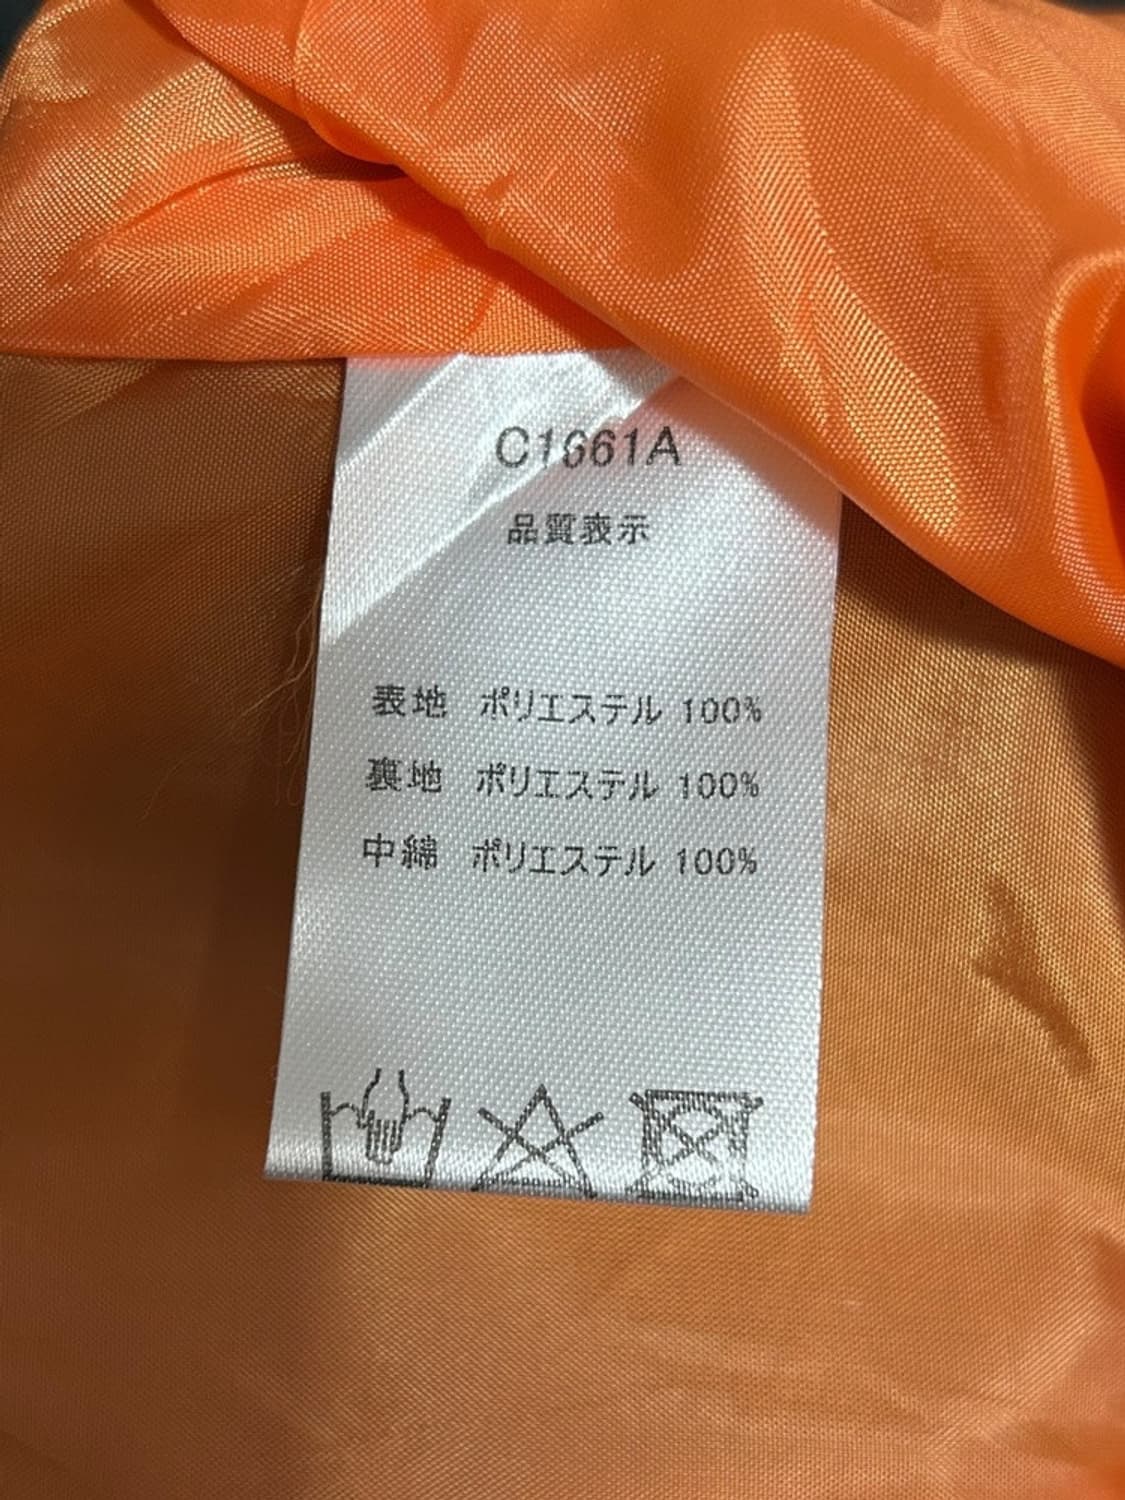 C1661A
品質表示
表地 ポリエステル 100%
裏地 ポリエステル 100%
中綿 ポリエステル 100%